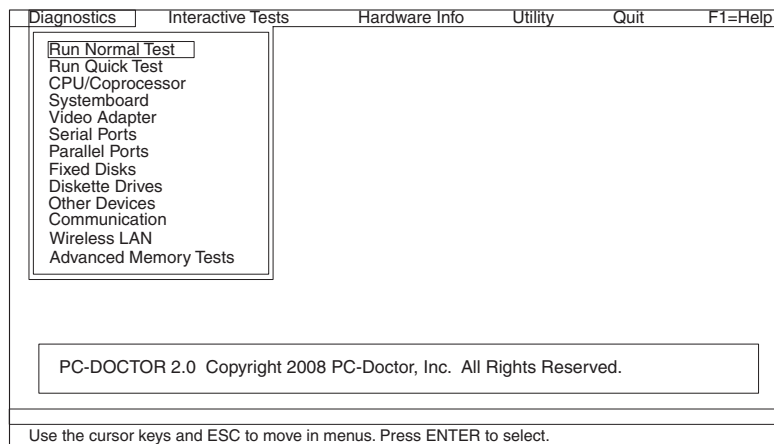 Diagnostics Interactive Tests Hardware Info Utility Quit F1=Help
Run Normal Test
Run Quick Test
CPU/Coprocessor
Systemboard
Video Adapter
Serial Ports
Parallel Ports
Fixed Disks
Diskette Drives
Other Devices
Communication
Wireless LAN
Advanced Memory Tests
PC-DOCTOR 2.0 Copyright 2008 PC-Doctor, Inc. All Rights Reserved.
Use the cursor keys and ESC to move in menus. Press ENTER to select.